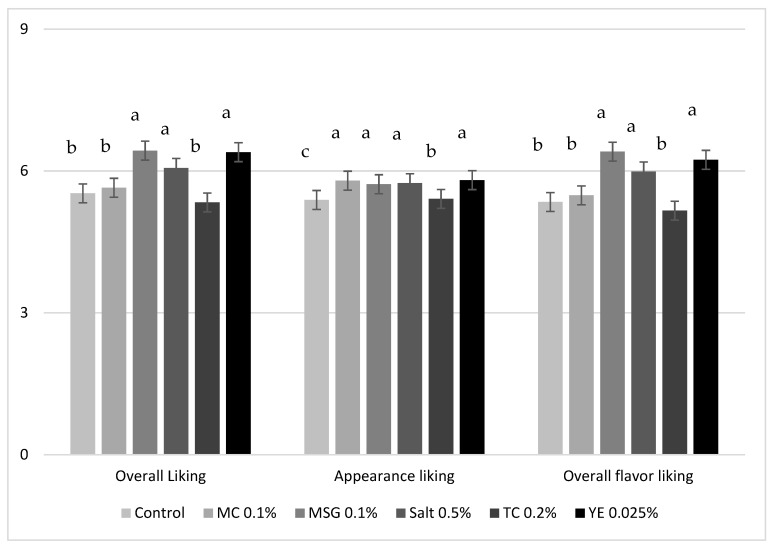 9
a a
a a a a a a a
b b b c b b b b
6
3
0
Overall Liking Appearance liking Overall flavor liking
Control MC 0.1% MSG 0.1% Salt 0.5% TC 0.2% YE 0.025%